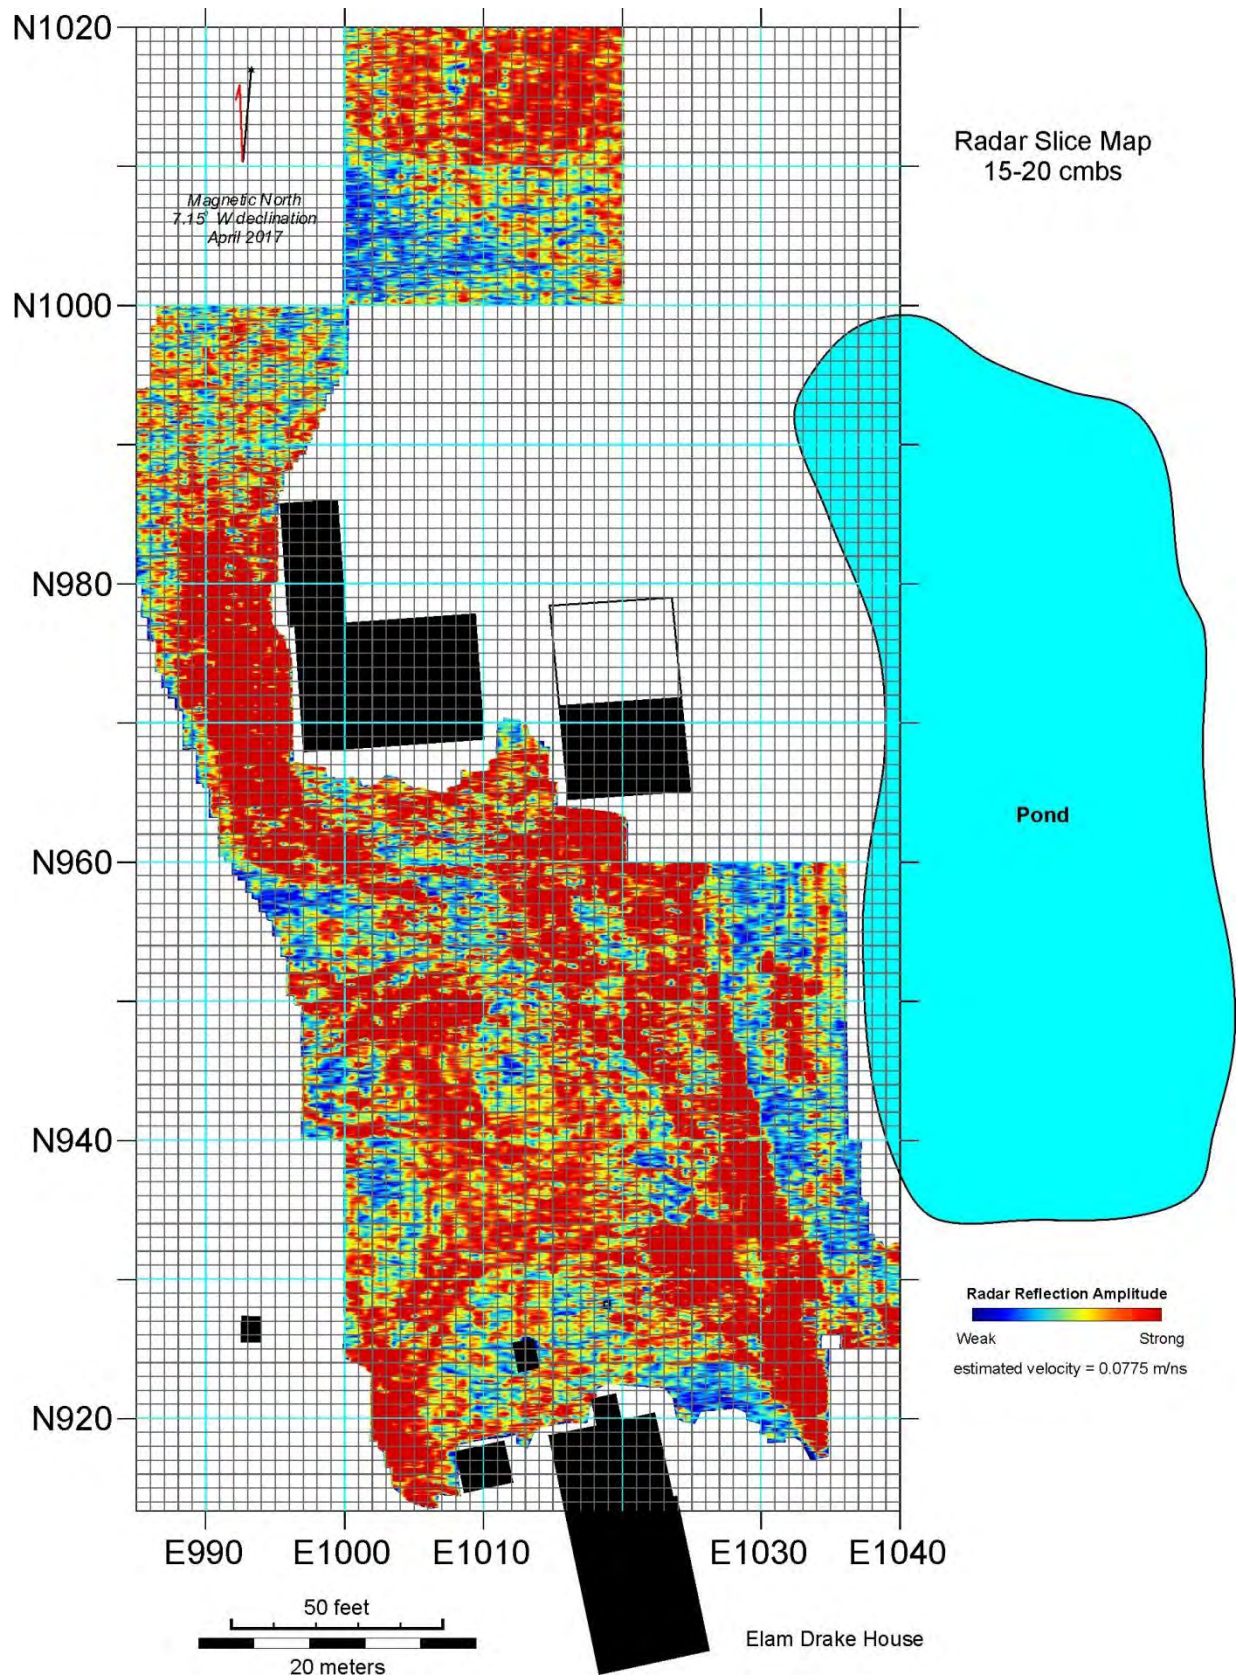 N1020
Radar Slice Map
15-20 cmbs
Magnetic North
7.15° W declination
April 2017
N1000
N980
Pond
N960
N940
Radar Reflection Amplitude
Weak Strong
estimated velocity = 0.0775 m/ns
N920
E990 E1000 E1010 E1030 E1040
50 feet
20 meters
Elam Drake House